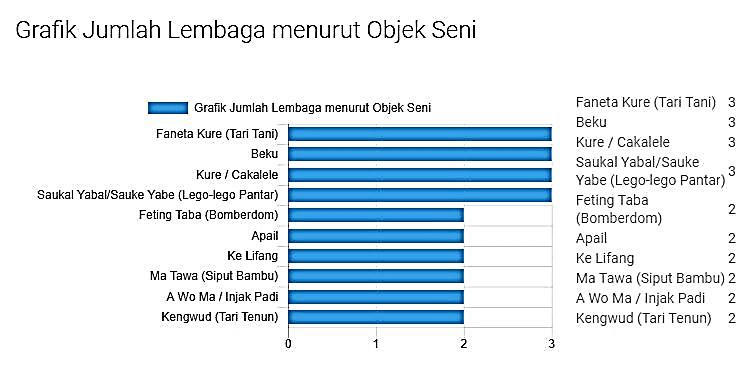 Grafik Jumlah Lembaga menurut Objek Seni
Grafik Jumlah Lembaga menurut Objek Seni
Faneta Kure (Tari Tani)
Beku
Kure / Cakalele
Saukal Yabal/Sauke Yabe (Lego-lego Pantar)
Feting Taba (Bomberdom)
Apail
Ke Lifang
Ma Tawa (Siput Bambu)
A Wo Ma / Injak Padi
Kengwud (Tari Tenun)
0 1 2 3
Faneta Kure (Tari Tani) 3
Beku 3
Kure / Cakalele 3
Saukal Yabal/Sauke
Yabe (Lego-lego Pantar) 3
Feting Taba
(Bomberdom) 2
Apail 2
Ke Lifang 2
Ma Tawa (Siput Bambu) 2
A Wo Ma / Injak Padi 2
Kengwud (Tari Tenun) 2